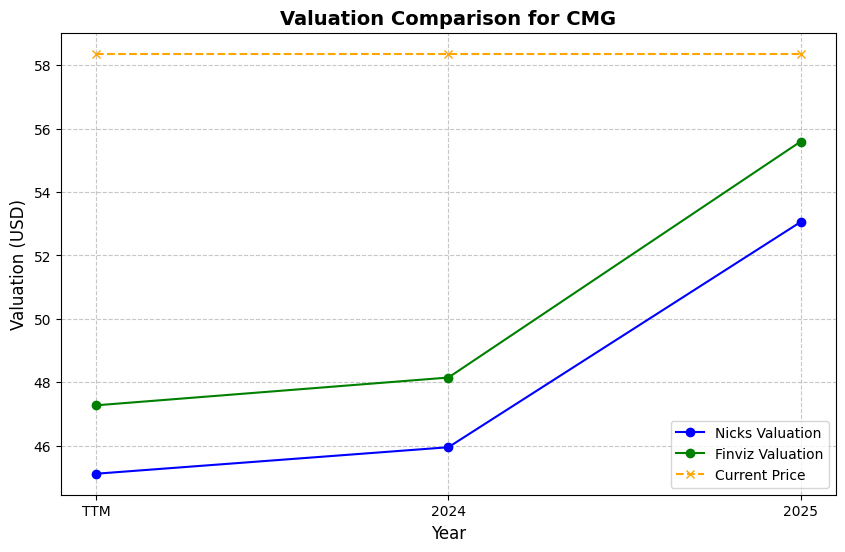 Valuation Comparison for CMG
Valuation (USD)
58
56
54
52
50
48
46
TTM
2024
2025
Year
Nicks Valuation
Finviz Valuation
Current Price